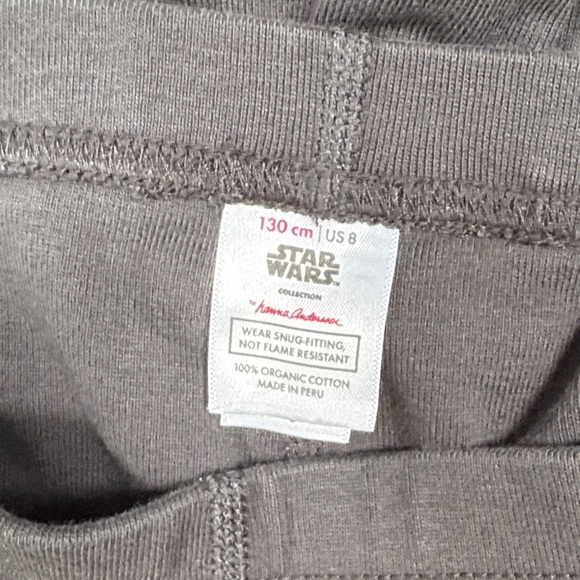 130 cm | US 8
STAR
WARS™
COLLECTION
BY hanna andersson
WEAR SNUG-FITTING,
NOT FLAME RESISTANT
100% ORGANIC COTTON
MADE IN PERU